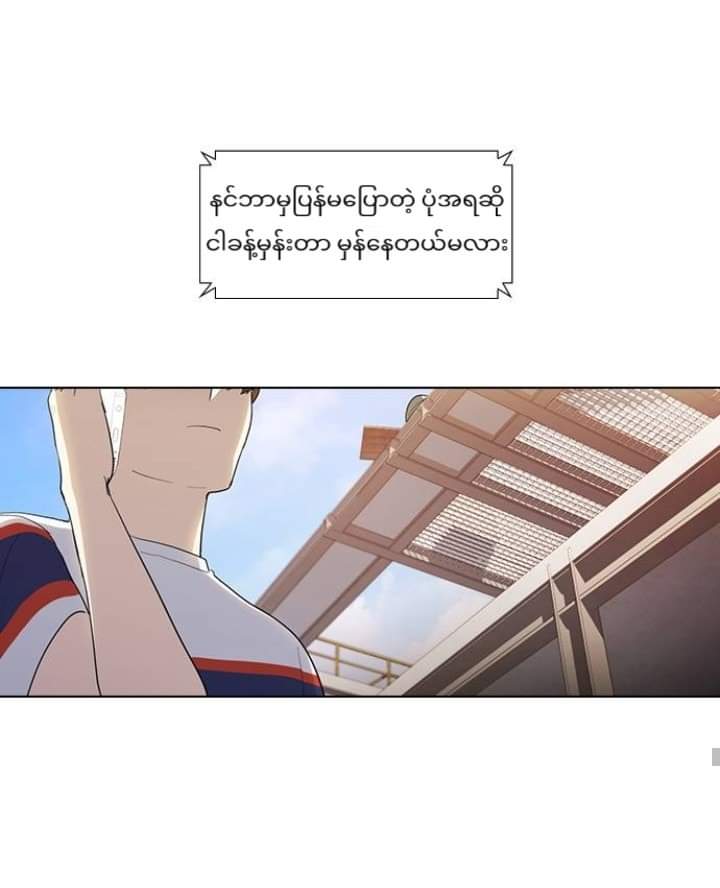 နင်ဘာမှပြန်မပြောတဲ့ ပုံအရဆို
ငါခန့်မှန်းတာ မှန်နေတယ်မလား